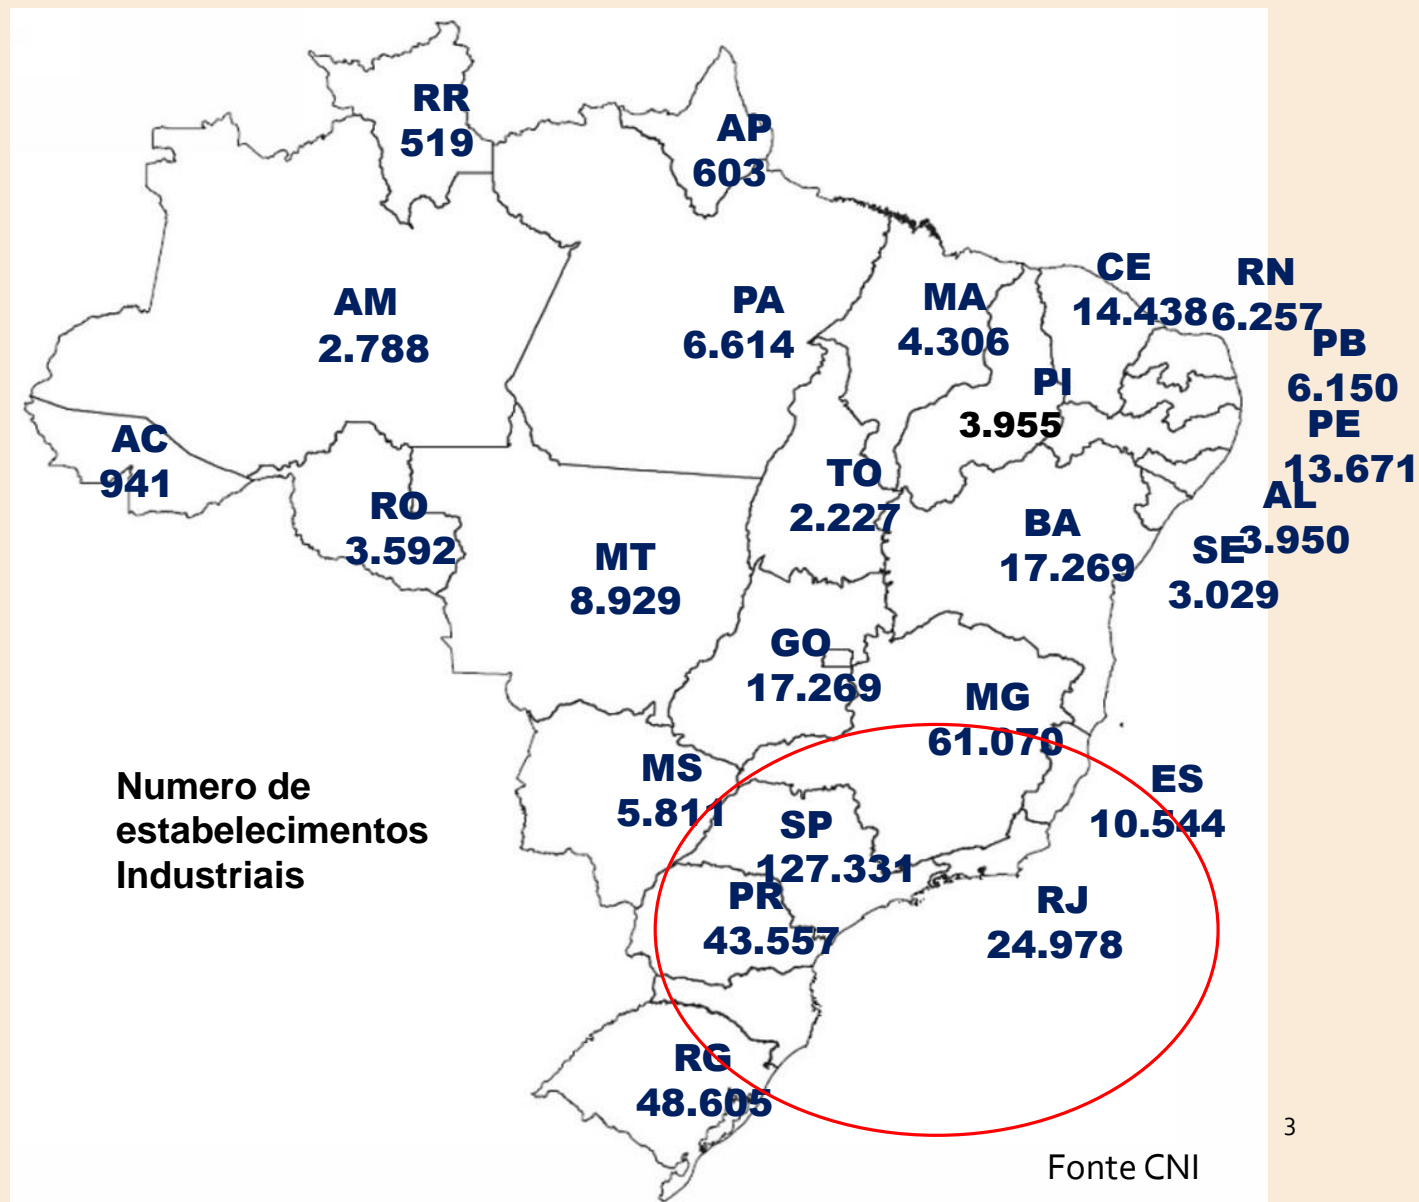 RR
519
AP
603
AM
2.788
PA
6.614
MA
4.306
CE
14.438
RN
6.257
PB
6.150
PI
3.955
PE
13.671
AC
941
RO
3.592
TO
2.227
BA
17.269
AL
3.950
SE
3.029
MT
8.929
GO
17.269
MG
61.070
MS
5.811
ES
10.544
SP
127.331
PR
43.557
RJ
24.978
RG
48.605
Numero de
estabelecimentos
Industriais
3
Fonte CNI